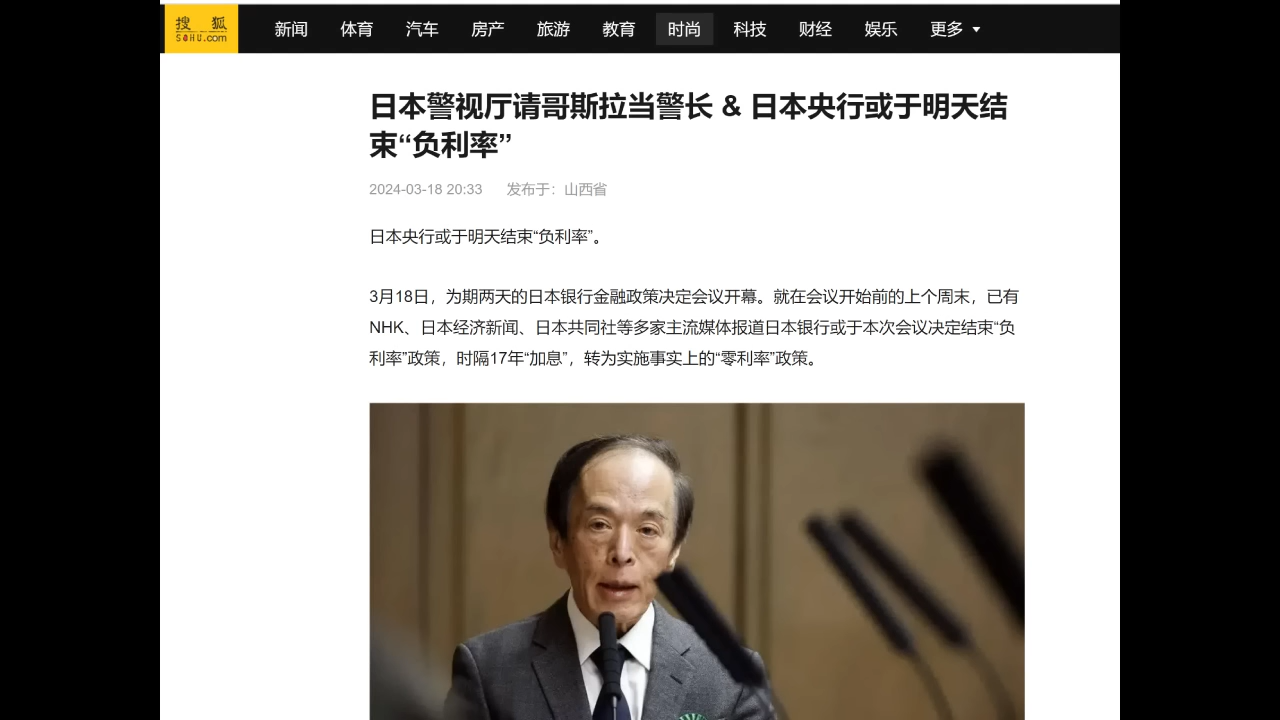 搜狐
SOHU.com
新闻 体育 汽车 房产 旅游 教育 时尚 科技 财经 娱乐 更多
日本警视厅请哥斯拉当警长 & 日本央行或于明天结
束“负利率”
2024-03-18 20:33 发布于：山西省
日本央行或于明天结束“负利率”。
3月18日，为期两天的日本银行金融政策决定会议开幕。就在会议开始前的上个周末，已有
NHK、日本经济新闻、日本共同社等多家主流媒体报道日本银行或于本次会议决定结束“负
利率”政策，时隔17年“加息”，转为实施事实上的“零利率”政策。